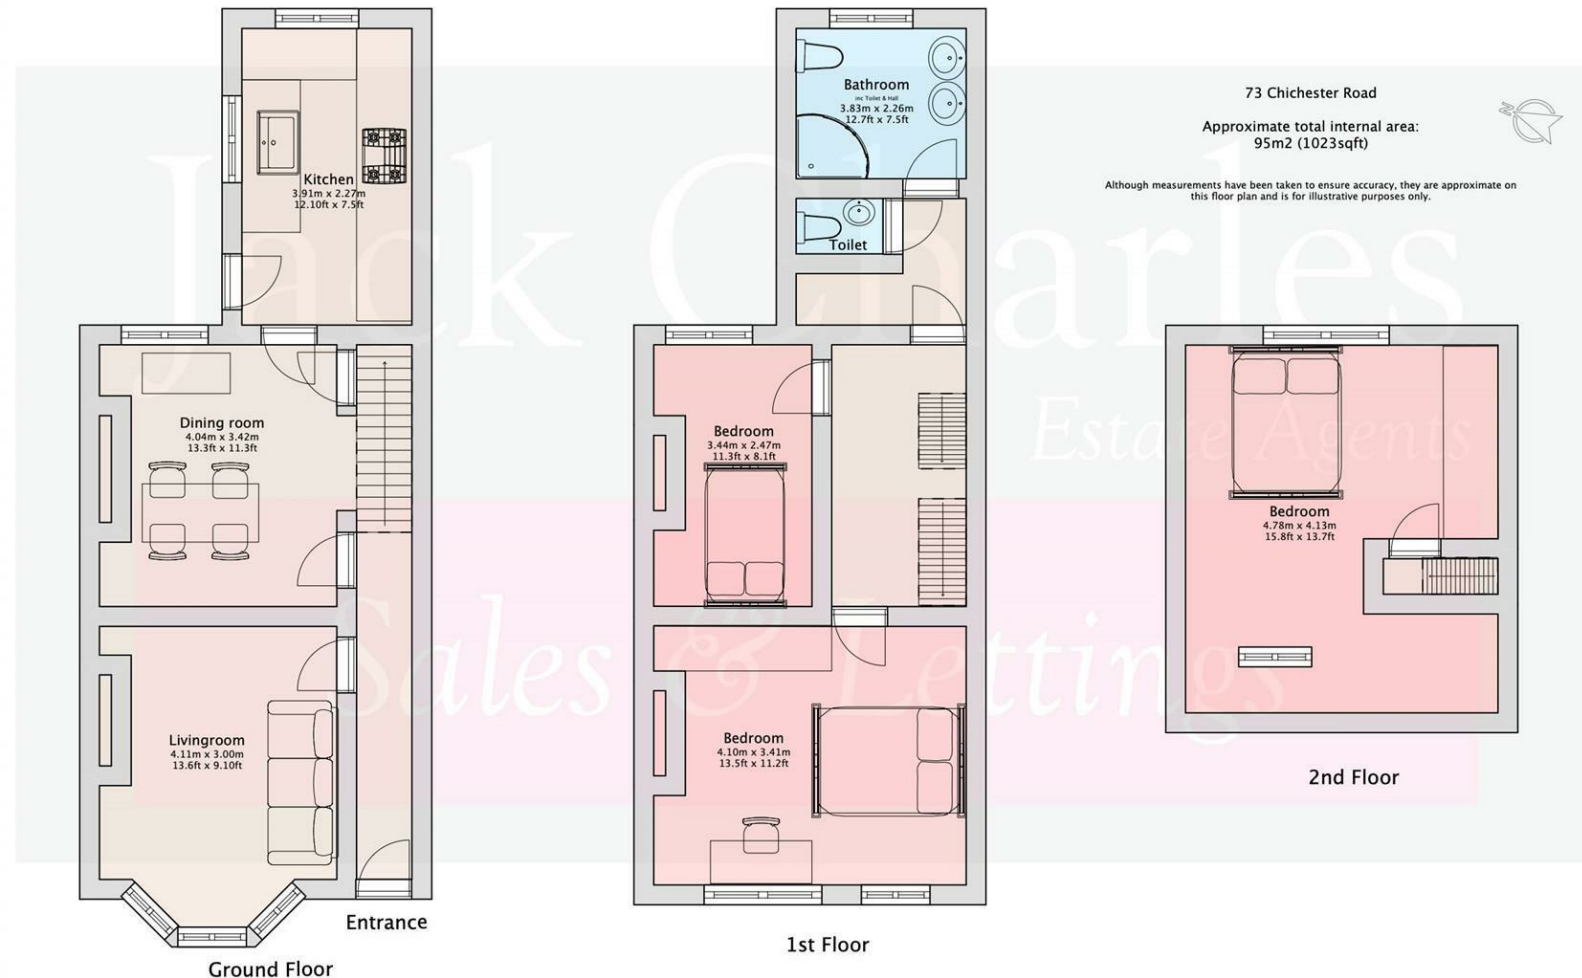 Jack Charles
Estate Agents
Sales & Lettings
Kitchen
3.91m x 2.27m
12.10ft x 7.5ft
Dining room
4.04m x 3.42m
13.3ft x 11.3ft
Livingroom
4.11m x 3.00m
13.6ft x 9.10ft
Entrance
Ground Floor
Bathroom
inc Toilet & Hall
3.83m x 2.26m
12.7ft x 7.5ft
Toilet
Bedroom
3.44m x 2.47m
11.3ft x 8.1ft
Bedroom
4.10m x 3.41m
13.5ft x 11.2ft
1st Floor
73 Chichester Road
Approximate total internal area:
95m2 (1023sqft)
N
Although measurements have been taken to ensure accuracy, they are approximate on
this floor plan and is for illustrative purposes only.
Bedroom
4.78m x 4.13m
15.8ft x 13.7ft
2nd Floor